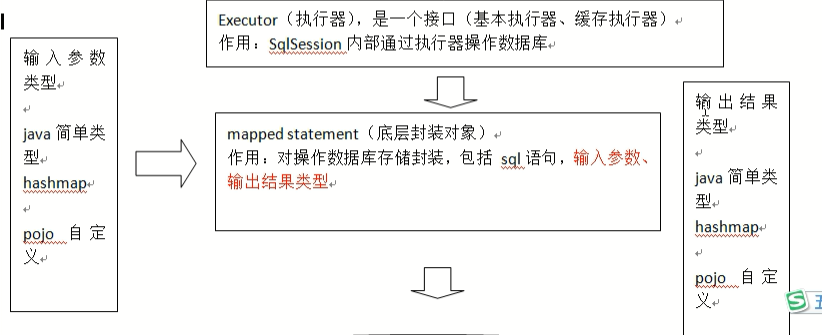 Executor（执行器），是一个接口（基本执行器、缓存执行器）
作用：SqlSession 内部通过执行器操作数据库
输入参数
类型
java 简单类
型
hashmap
pojo 自定
义
mapped statement（底层封装对象）
作用：对操作数据库存储封装，包括 sql 语句，输入参数、
输出结果类型
输出结果
类型
java 简单类
型
hashmap
pojo 自定
义